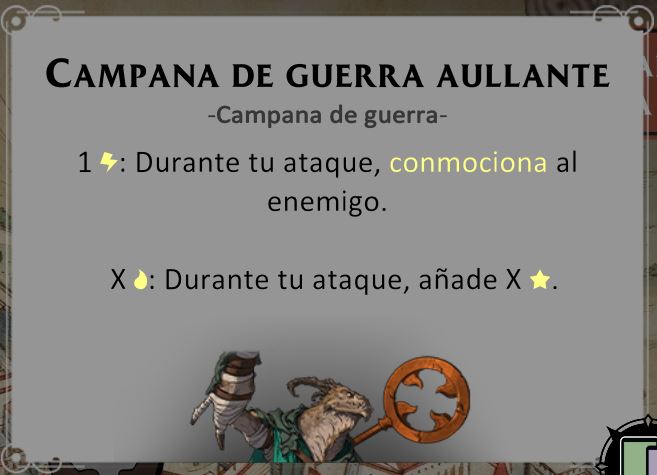 CAMPANA DE GUERRA AULLANTE
-Campana de guerra-
1 : Durante tu ataque, conmociona al
enemigo.
X : Durante tu ataque, añade X .